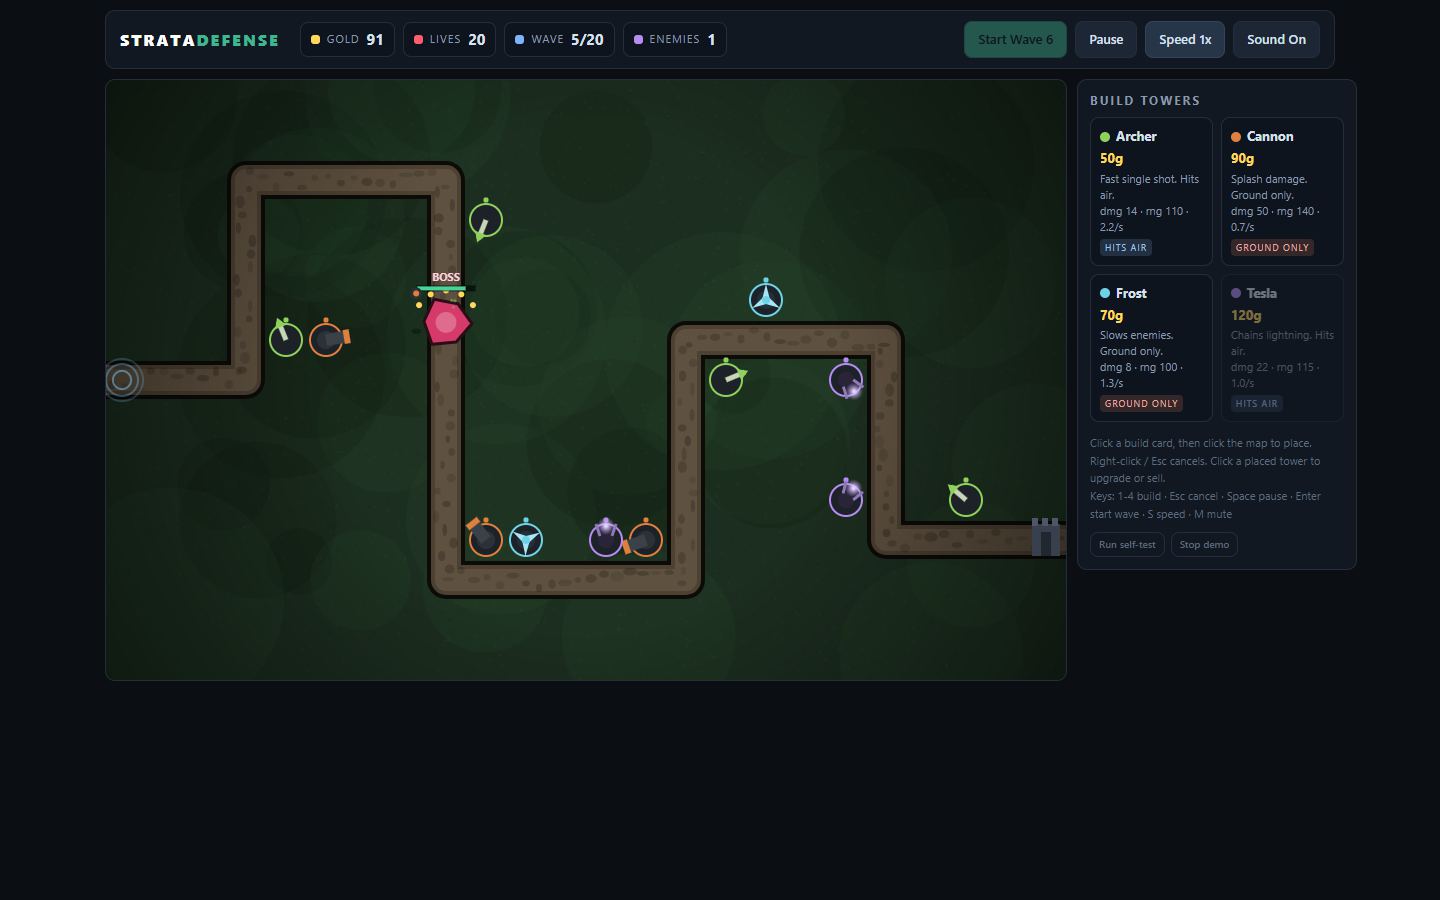 STRATADEFENSE
GOLD 91
LIVES 20
WAVE 5/20
ENEMIES 1
Start Wave 6
Pause
Speed 1x
Sound On
BOSS
BUILD TOWERS
Archer
50g
Fast single shot. Hits
air.
dmg 14 · rng 110 ·
2.2/s
HITS AIR
Cannon
90g
Splash damage.
Ground only.
dmg 50 · rng 140 ·
0.7/s
GROUND ONLY
Frost
70g
Slows enemies.
Ground only.
dmg 8 · rng 100 ·
1.3/s
GROUND ONLY
Tesla
120g
Chains lightning. Hits
air.
dmg 22 · rng 115 ·
1.0/s
HITS AIR
Click a build card, then click the map to place.
Right-click / Esc cancels. Click a placed tower to
upgrade or sell.
Keys: 1-4 build · Esc cancel · Space pause · Enter
start wave · S speed · M mute
Run self-test
Stop demo